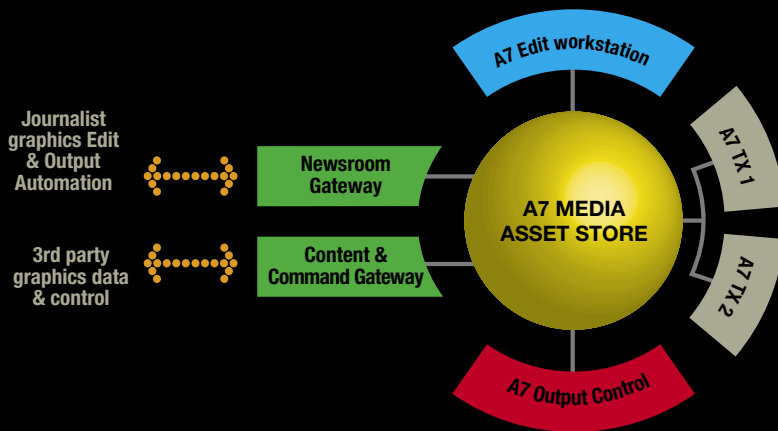 A7 Edit workstation
Journalist
graphics Edit
& Output
Automation
Newsroom
Gateway
A7 MEDIA
ASSET STORE
A7 TX 1
3rd party
graphics data
& control
Content &
Command Gateway
A7 TX 2
A7 Output Control